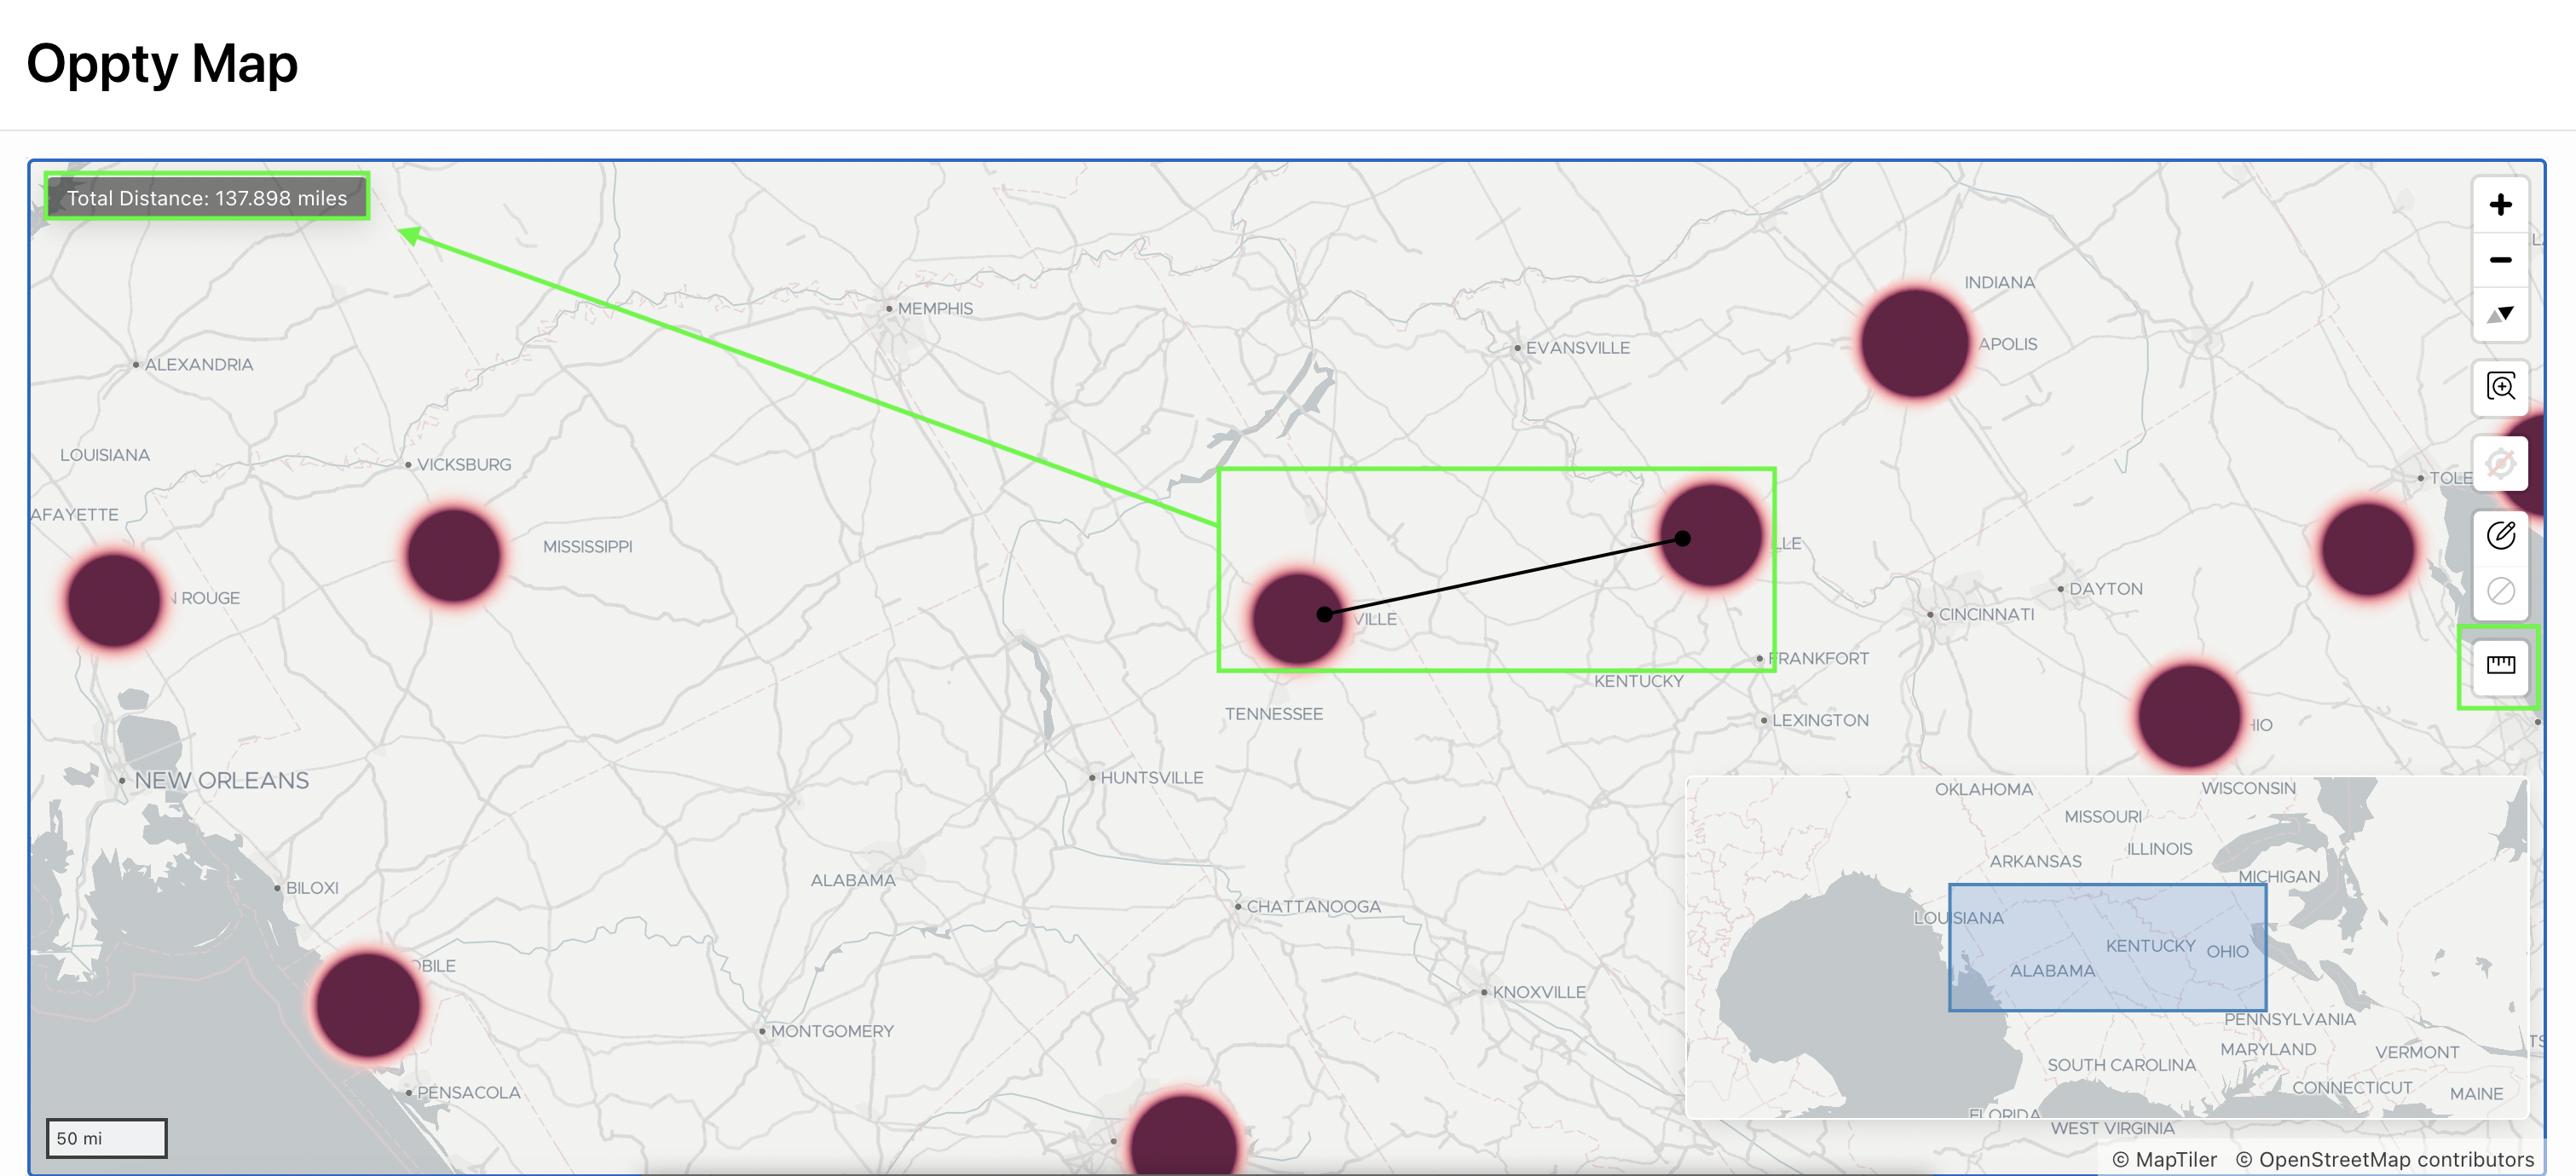 Oppty Map
Total Distance: 137.898 miles
INDIANA
MEMPHIS
APOLIS
EVANSVILLE
ALEXANDRIA
LOUISIANA
VICKSBURG
TOLE
AFAYETTE
MISSISSIPPI
LLE
DAYTON
N ROUGE
CINCINNATI
VILLE
FRANKFORT
KENTUCKY
TENNESSEE
LEXINGTON
HIO
HUNTSVILLE
NEW ORLEANS
OKLAHOMA
WISCONSIN
MISSOURI
ILLINOIS
ARKANSAS
ALABAMA
MICHIGAN
BILOXI
CHATTANOOGA
LOUISIANA
KENTUCKY
OHIO
OBILE
ALABAMA
KNOXVILLE
PENNSYLVANIA
MONTGOMERY
MARYLAND
VERMONT
SOUTH CAROLINA
CONNECTICUT
MAINE
PENSACOLA
FLORIDA
WEST VIRGINIA
50 mi
© MapTiler © OpenStreetMap contributors